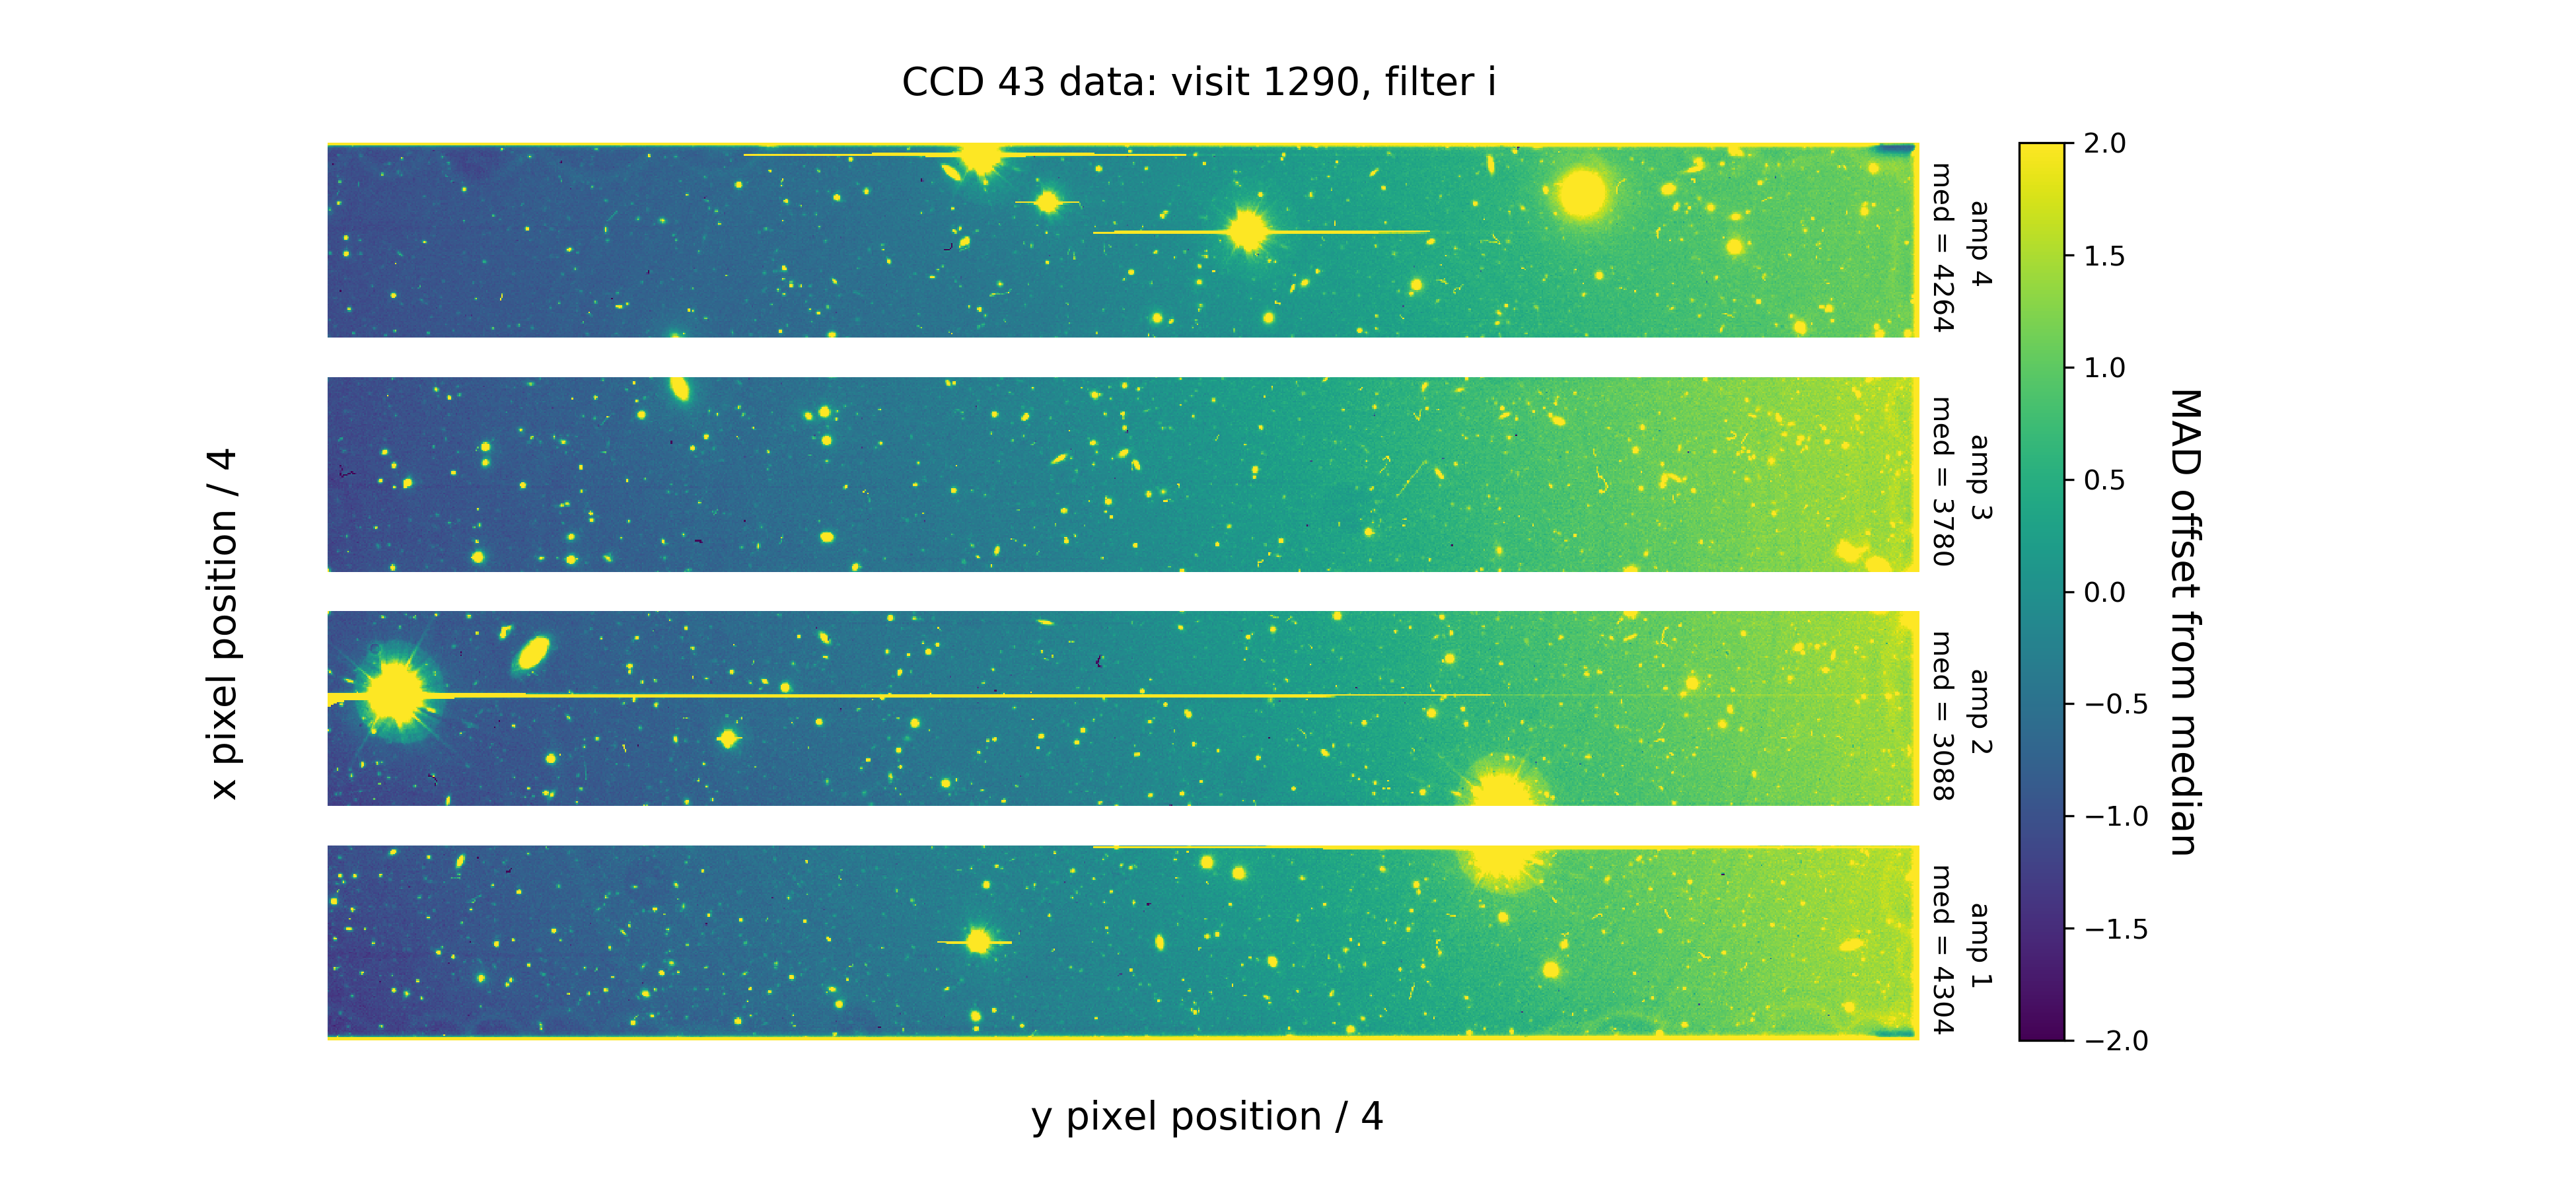 CCD 43 data: visit 1290, filter i
x pixel position / 4
amp 4
med = 4264
amp 3
med = 3780
amp 2
med = 3088
amp 1
med = 4304
y pixel position / 4
2.0
1.5
1.0
0.5
0.0
−0.5
−1.0
−1.5
−2.0
MAD offset from median